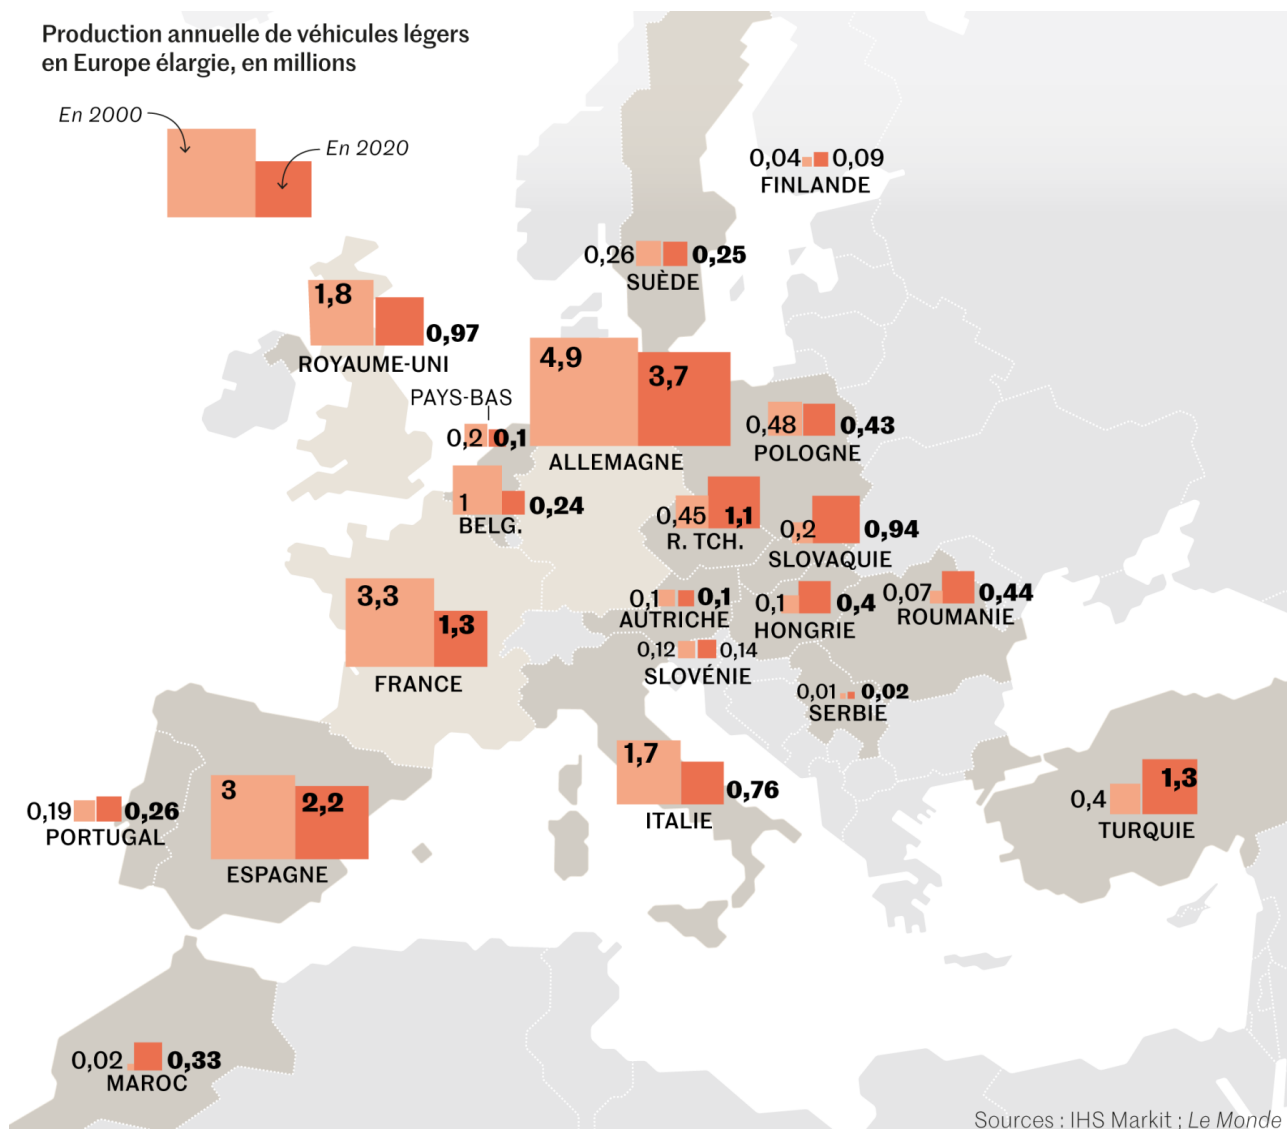 Production annuelle de véhicules légers
en Europe élargie, en millions
En 2000
En 2020
0,04 0,09
FINLANDE
0,26 0,25
SUÈDE
1,8 0,97
ROYAUME-UNI
4,9 3,7
ALLEMAGNE
PAYS-BAS
0,2 0,1
0,48 0,43
POLOGNE
1 0,24
BELG.
0,45 1,1
R. TCH.
0,2 0,94
SLOVAQUIE
3,3 1,3
FRANCE
0,1 0,1
AUTRICHE
0,1 0,4
HONGRIE
0,07 0,44
ROUMANIE
0,12 0,14
SLOVÉNIE
0,01 0,02
SERBIE
0,19 0,26
PORTUGAL
3 2,2
ESPAGNE
1,7 0,76
ITALIE
0,4 1,3
TURQUIE
0,02 0,33
MAROC
Sources : IHS Markit ; Le Monde